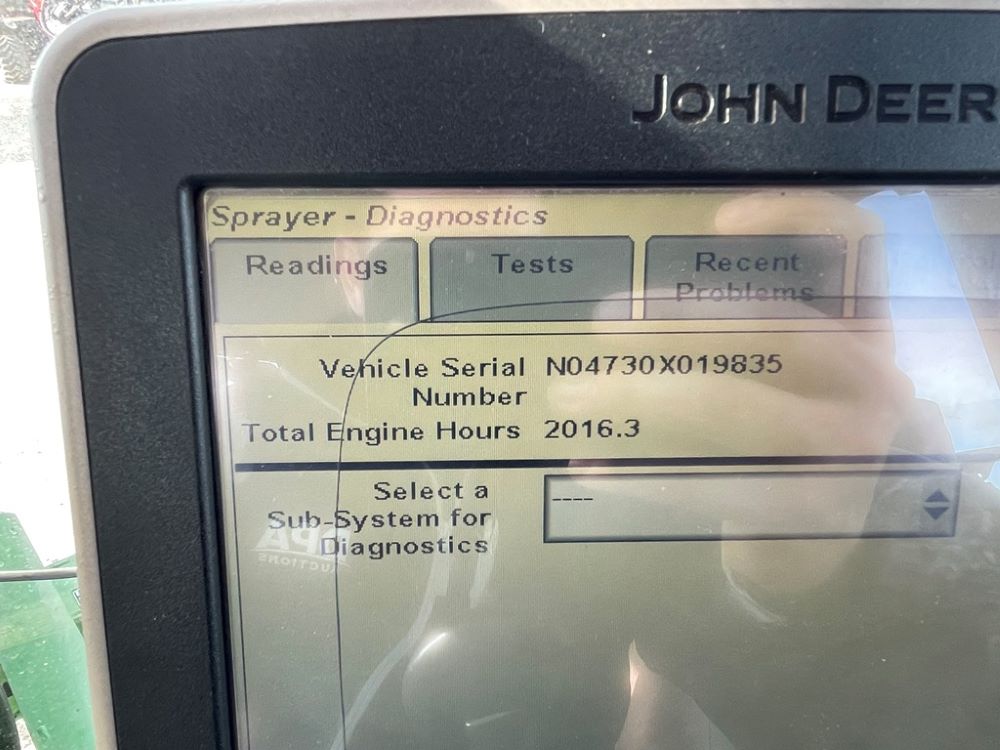 JOHN DEER
Sprayer - Diagnostics
Readings
Tests
Recent
Problems
Vehicle Serial N04730X019835
Number
Total Engine Hours 2016.3
Select a
----
Sub-System for
Diagnostics